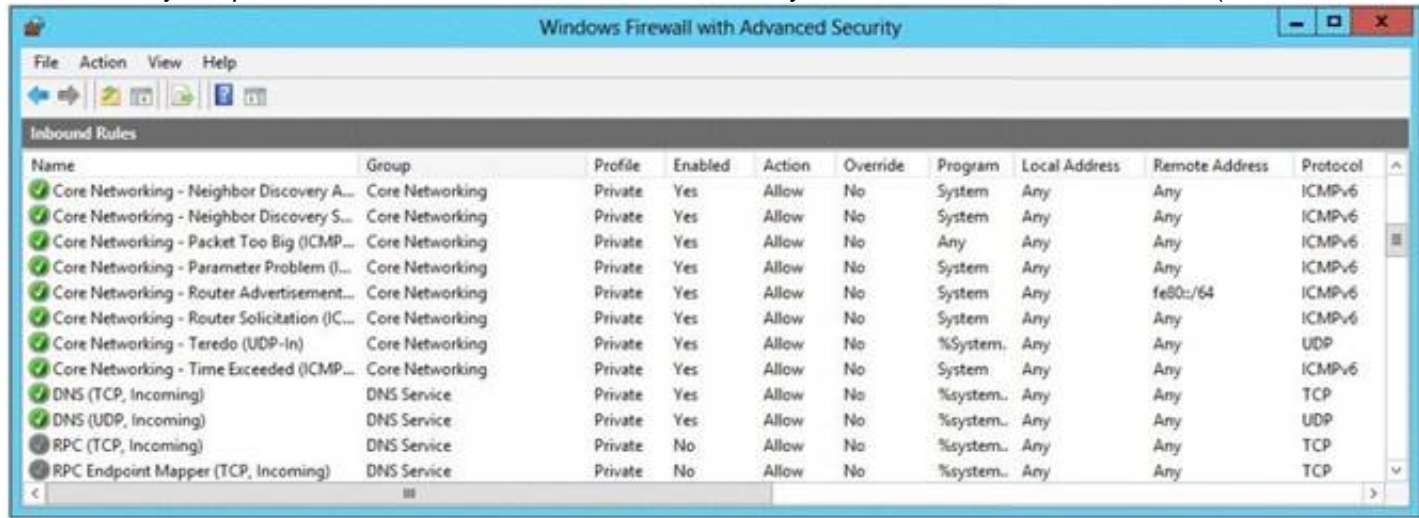 Windows Firewall with Advanced Security
File Action View Help
Inbound Rules
Name Group Profile Enabled Action Override Program Local Address Remote Address Protocol
Core Networking - Neighbor Discovery A... Core Networking Private Yes Allow No System Any Any ICMPv6
Core Networking - Neighbor Discovery S... Core Networking Private Yes Allow No System Any Any ICMPv6
Core Networking - Packet Too Big (ICMP... Core Networking Private Yes Allow No Any Any Any ICMPv6
Core Networking - Parameter Problem (I... Core Networking Private Yes Allow No System Any Any ICMPv6
Core Networking - Router Advertisement... Core Networking Private Yes Allow No System Any fe80::/64 ICMPv6
Core Networking - Router Solicitation (IC... Core Networking Private Yes Allow No System Any Any ICMPv6
Core Networking - Teredo (UDP-In) Core Networking Private Yes Allow No %System.. Any Any UDP
Core Networking - Time Exceeded (ICMP... Core Networking Private Yes Allow No System Any Any ICMPv6
DNS (TCP, Incoming) DNS Service Private Yes Allow No %system.. Any Any TCP
DNS (UDP, Incoming) DNS Service Private Yes Allow No %system.. Any Any UDP
RPC (TCP, Incoming) DNS Service Private No Allow No %system.. Any Any TCP
RPC Endpoint Mapper (TCP, Incoming) DNS Service Private No Allow No %system.. Any Any TCP